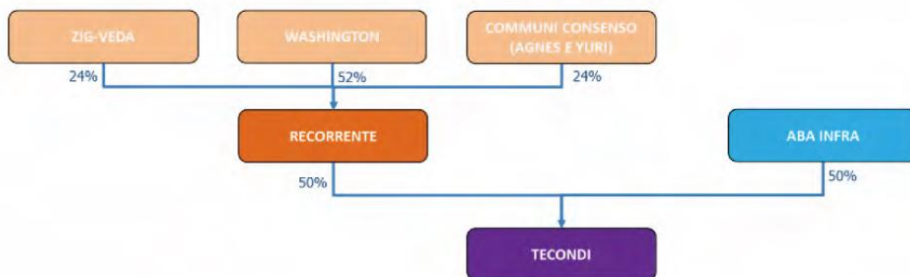 ZIG-VEDA
WASHINGTON
COMMUNI CONSENSO
(AGNES E YURI)
24%
52%
24%
RECORRENTE
ABA INFRA
50%
50%
TECONDI